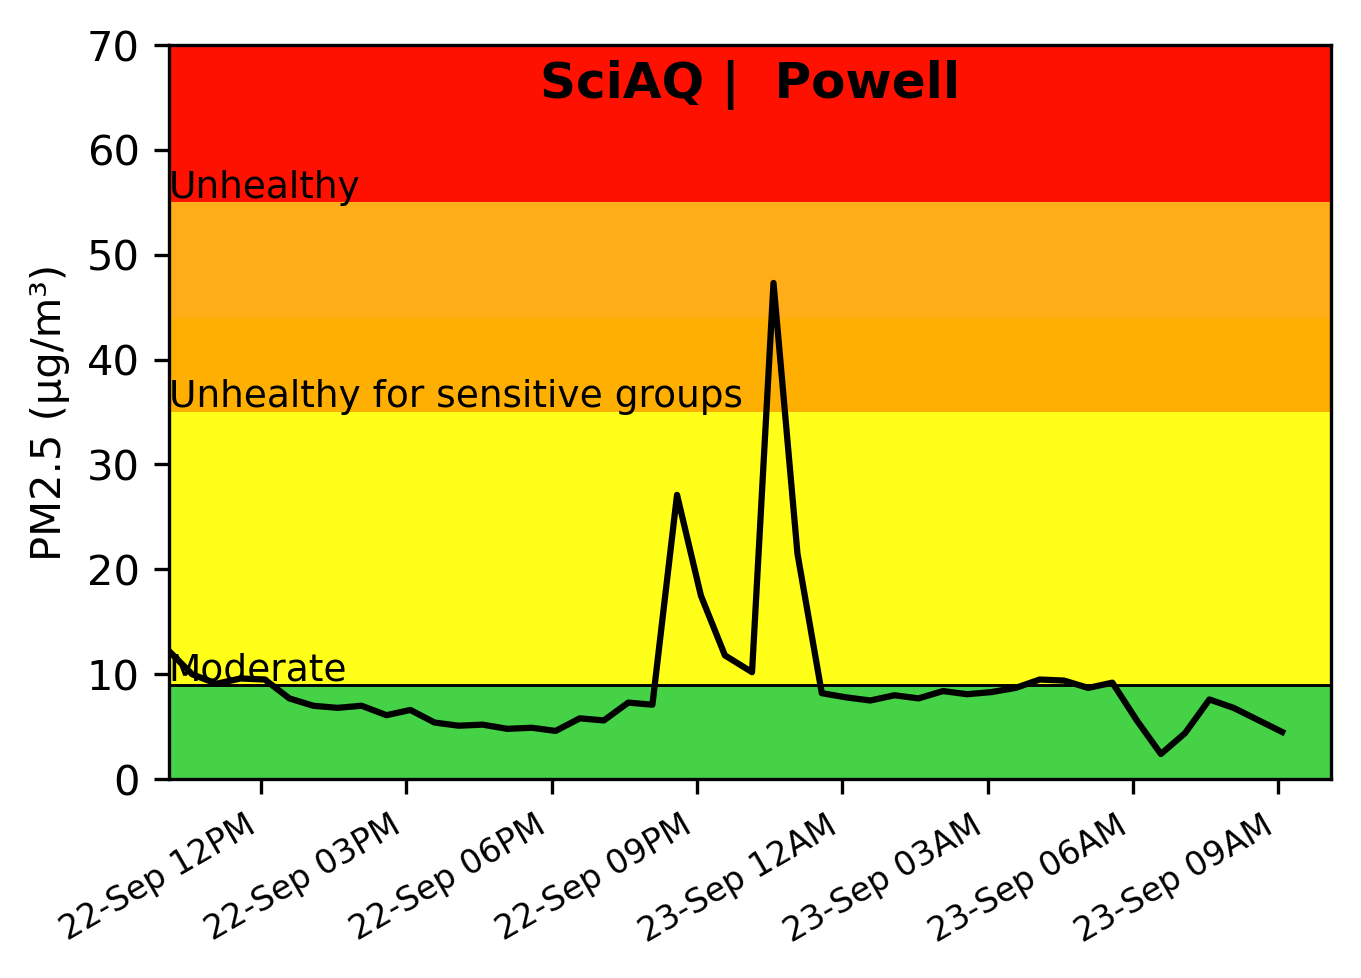 SciAQ | Powell
PM2.5 (µg/m³)
70
60
50
40
30
20
10
0
Unhealthy
Unhealthy for sensitive groups
Moderate
22-Sep 12PM
22-Sep 03PM
22-Sep 06PM
22-Sep 09PM
23-Sep 12AM
23-Sep 03AM
23-Sep 06AM
23-Sep 09AM